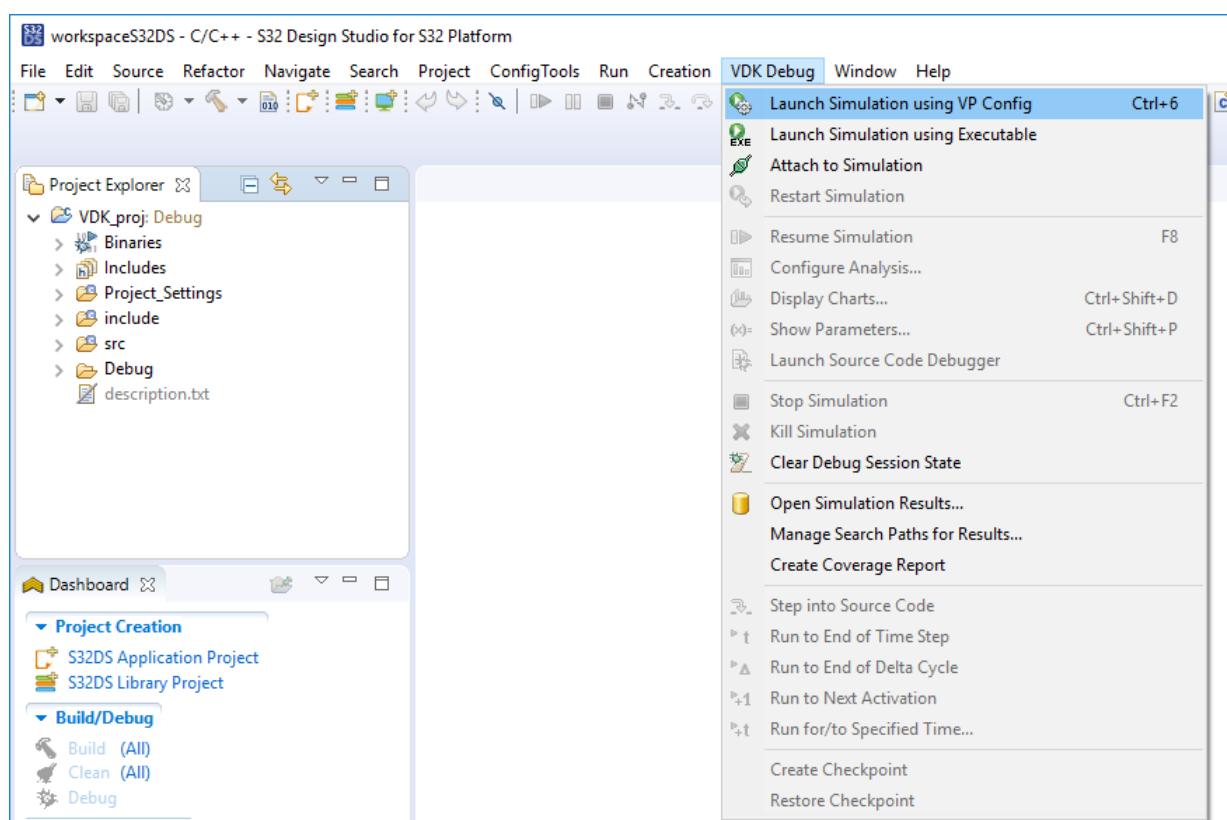 S32
DS workspaceS32DS - C/C++ - S32 Design Studio for S32 Platform
File Edit Source Refactor Navigate Search Project ConfigTools Run Creation VDK Debug Window Help
010
Project Explorer
VDK_proj: Debug
Binaries
Includes
Project_Settings
include
src
Debug
description.txt
Dashboard
Project Creation
S32DS Application Project
S32DS Library Project
Build/Debug
Build (All)
Clean (All)
Debug
Launch Simulation using VP Config Ctrl+6
EXE Launch Simulation using Executable
Attach to Simulation
Restart Simulation
Resume Simulation F8
Configure Analysis...
Display Charts... Ctrl+Shift+D
(x)= Show Parameters... Ctrl+Shift+P
Launch Source Code Debugger
Stop Simulation Ctrl+F2
Kill Simulation
Clear Debug Session State
Open Simulation Results...
Manage Search Paths for Results...
Create Coverage Report
Step into Source Code
t Run to End of Time Step
Δ Run to End of Delta Cycle
+1 Run to Next Activation
+t Run for/to Specified Time...
Create Checkpoint
Restore Checkpoint